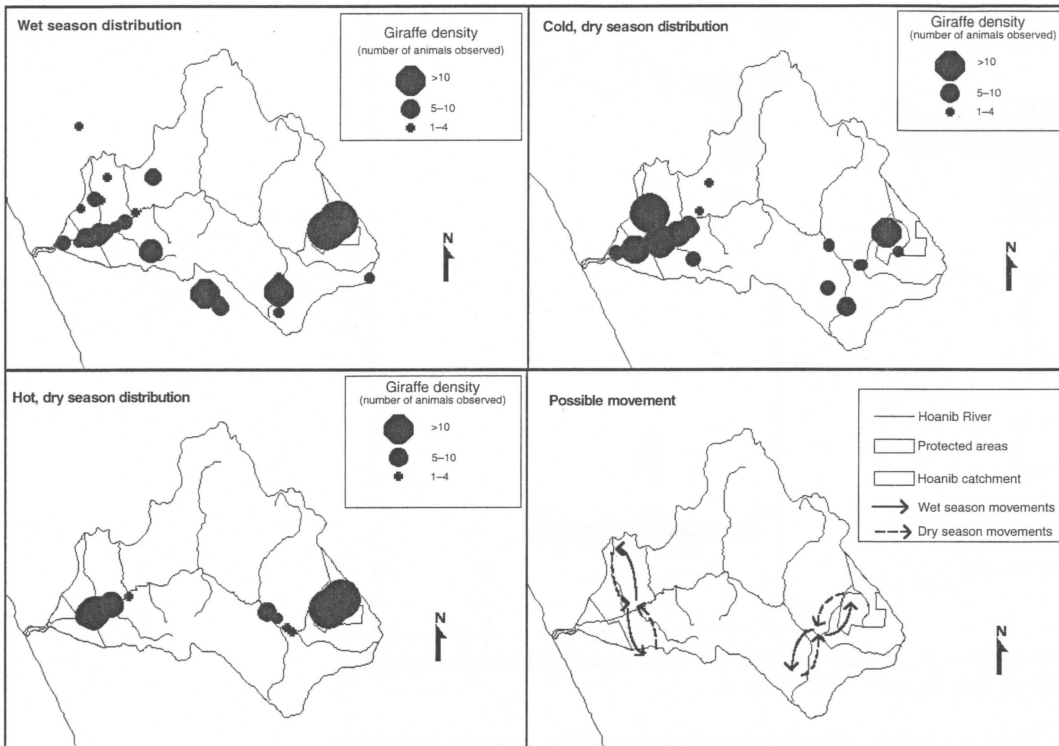 Wet season distribution
Giraffe density
(number of animals observed)
>10
5–10
1–4
N
Cold, dry season distribution
Giraffe density
(number of animals observed)
>10
5–10
1–4
N
Hot, dry season distribution
Giraffe density
(number of animals observed)
>10
5–10
1–4
N
Possible movement
Hoanib River
Protected areas
Hoanib catchment
Wet season movements
Dry season movements
N